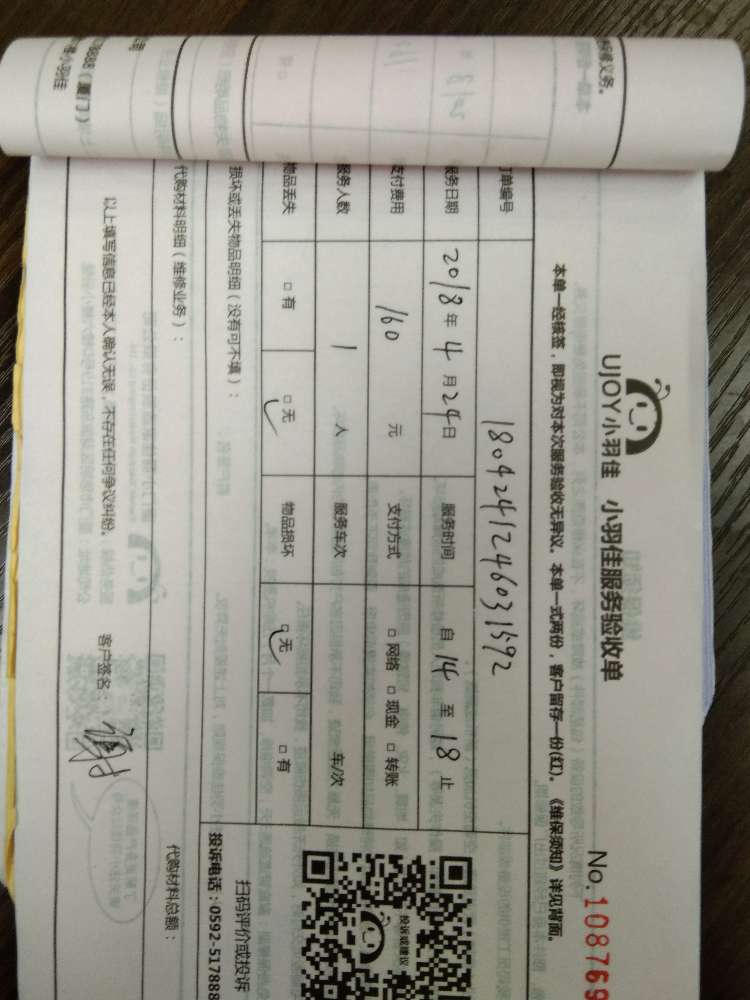 UJOY小羽佳 小羽佳服务验收单
No.108769
本单一经核签，即视为对本次服务验收无异议。本单一式两份，客户留存一份(红)。《维保须知》详见背面。
订单编号 1804241246031592
服务日期 2018年4月24日 服务时间 自14至18止
支付费用 160元 支付方式 □网络 □现金 □转账
服务人数 1人 服务车次 车/次
物品丢失 □有 □无 物品损坏 □无 □有
损坏或丢失物品明细（没有可不填）：
代购材料明细（维修业务）： 代购材料总额：
以上填写信息已经本人确认无误，不存在任何争议纠纷。 客户签名：
投诉或建议
扫码评价或投诉
投诉电话：0592-517888